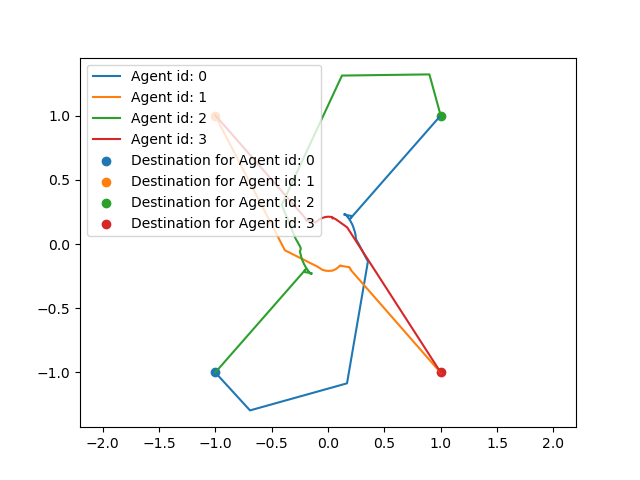 Agent id: 0
Agent id: 1
Agent id: 2
Agent id: 3
Destination for Agent id: 0
Destination for Agent id: 1
Destination for Agent id: 2
Destination for Agent id: 3
1.0
0.5
0.0
−0.5
−1.0
−2.0 −1.5 −1.0 −0.5 0.0 0.5 1.0 1.5 2.0